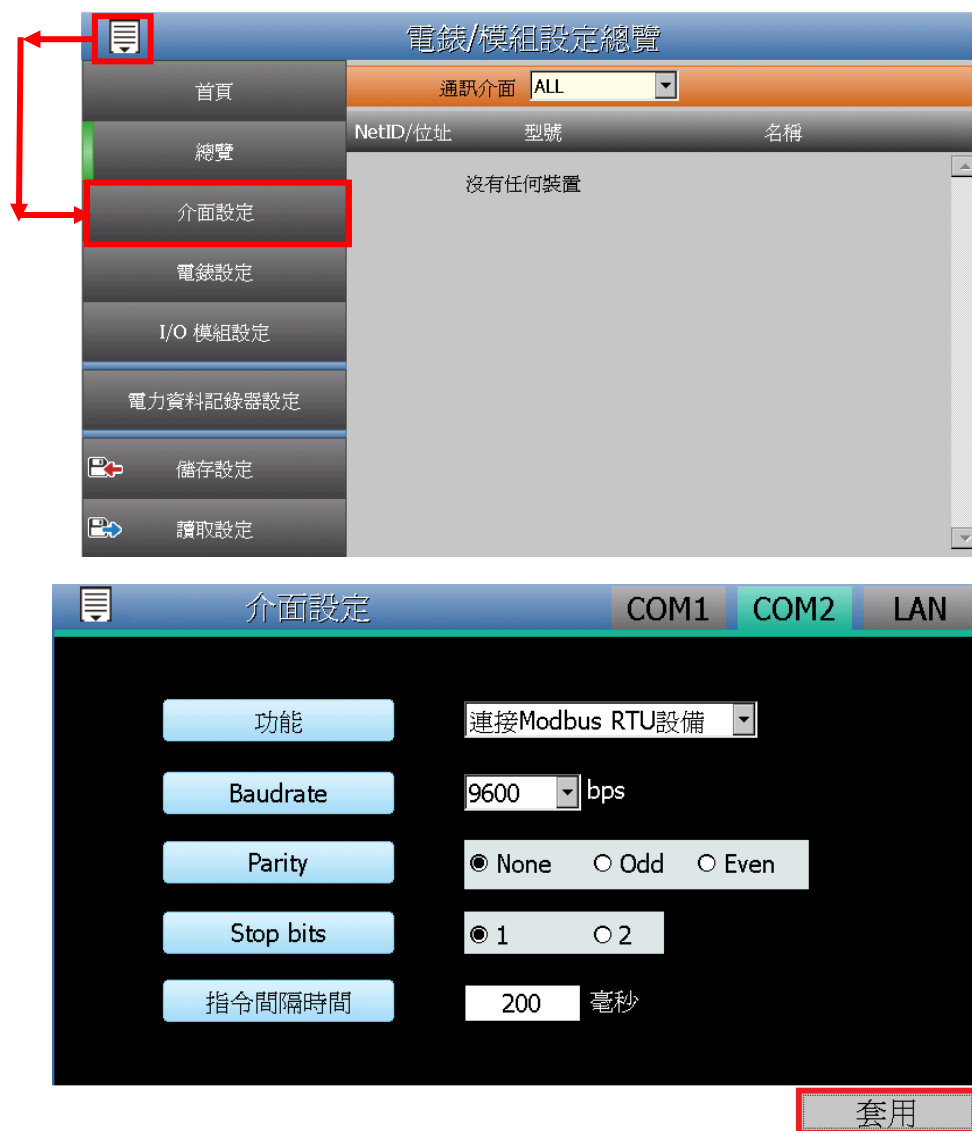 電錶/模組設定總覽
首頁
通訊介面 ALL
總覽
NetID/位址 型號 名稱
沒有任何裝置
介面設定
電錶設定
I/O 模組設定
電力資料記錄器設定
儲存設定
讀取設定
介面設定 COM1 COM2 LAN
功能 連接Modbus RTU設備
Baudrate 9600 bps
Parity None Odd Even
Stop bits 1 2
指令間隔時間 200 毫秒
套用